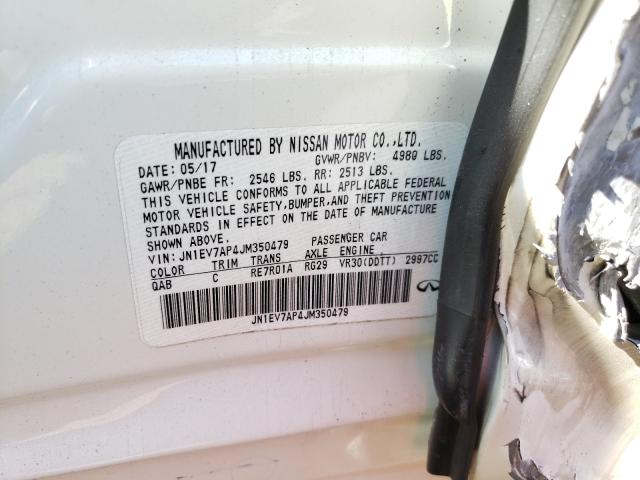 MANUFACTURED BY NISSAN MOTOR CO.,LTD.
DATE: 05/17 GVWR/PNBV: 4980 LBS.
GAWR/PNBE FR: 2546 LBS. RR: 2513 LBS.
THIS VEHICLE CONFORMS TO ALL APPLICABLE FEDERAL
MOTOR VEHICLE SAFETY,BUMPER,AND THEFT PREVENTION
STANDARDS IN EFFECT ON THE DATE OF MANUFACTURE
SHOWN ABOVE.
VIN: JN1EV7AP4JM350479 PASSENGER CAR
COLOR TRIM TRANS AXLE ENGINE
QAB C RE7R01A RG29 VR30(DDTT) 2997CC
JN1EV7AP4JM350479